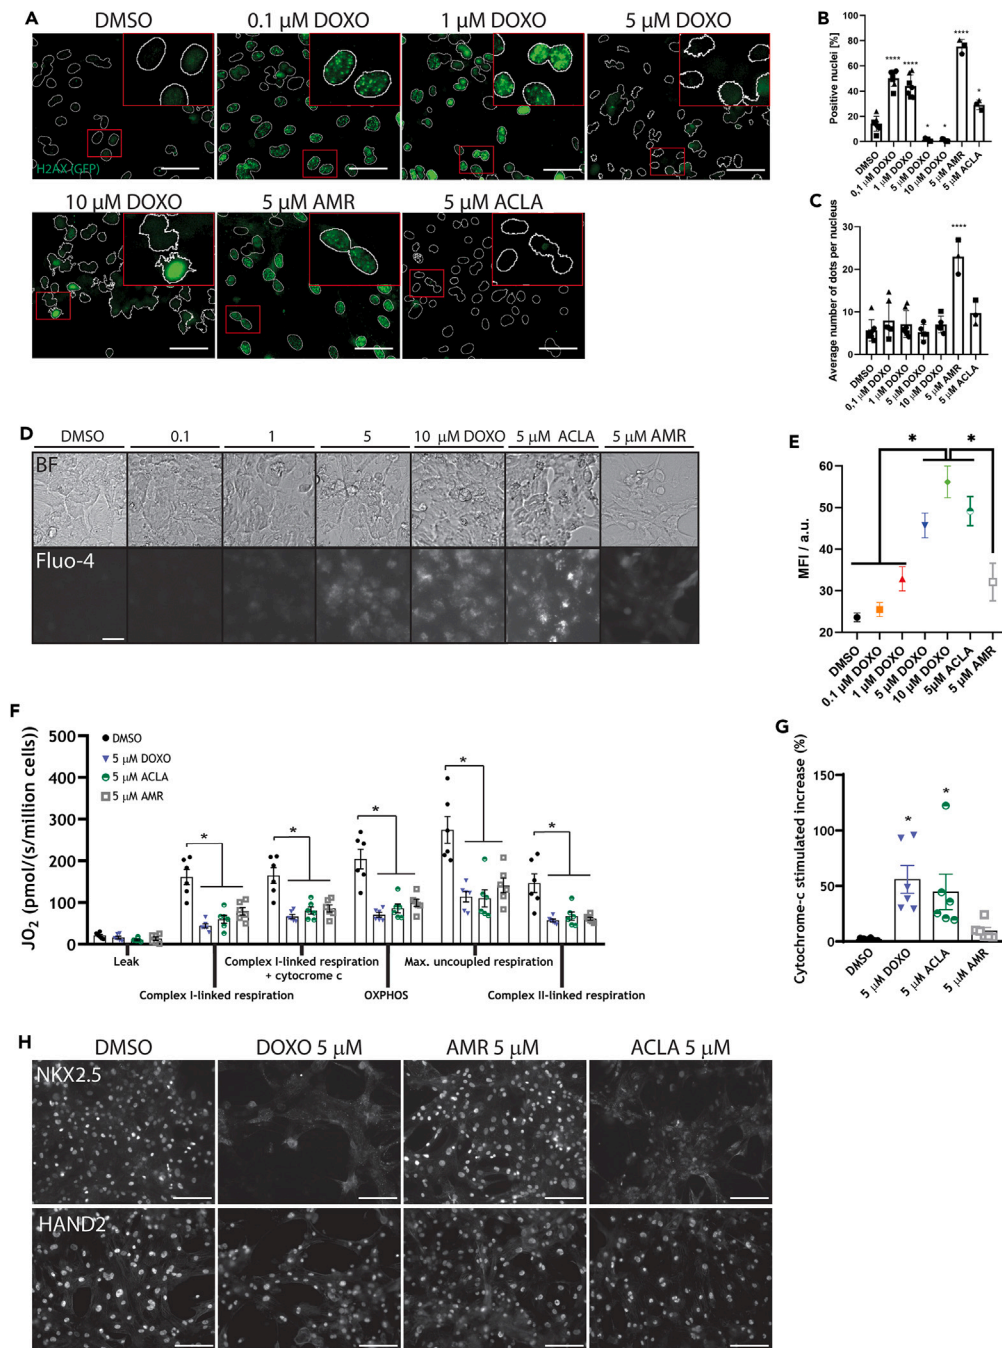 A
DMSO
0.1 µM DOXO
1 µM DOXO
5 µM DOXO
H2AX (GFP)
10 µM DOXO
5 µM AMR
5 µM ACLA
B
Positive nuclei [%]
80
60
40
20
0
****
****
*
*
****
*
DMSO
0,1 µM DOXO
1 µM DOXO
5 µM DOXO
10 µM DOXO
5 µM AMR
5 µM ACLA
C
Average number of dots per nucleus
30
20
10
0
****
DMSO
0,1 µM DOXO
1 µM DOXO
5 µM DOXO
10 µM DOXO
5 µM AMR
5 µM ACLA
D
DMSO
0.1
1
5
10 µM DOXO
5 µM ACLA
5 µM AMR
BF
Fluo-4
E
MFI / a.u.
60
50
40
30
20
*
*
DMSO
0.1 µM DOXO
1 µM DOXO
5 µM DOXO
10 µM DOXO
5µM ACLA
5 µM AMR
F
JO2 (pmol/(s/million cells))
500
400
300
200
100
0
DMSO
5 µM DOXO
5 µM ACLA
5 µM AMR
*
*
*
*
*
Leak
Complex I-linked respiration
Complex I-linked respiration
+ cytocrome c
OXPHOS
Max. uncoupled respiration
Complex II-linked respiration
G
Cytochrome-c stimulated increase (%)
150
100
50
0
*
*
DMSO
5 µM DOXO
5 µM ACLA
5 µM AMR
H
DMSO
DOXO 5 µM
AMR 5 µM
ACLA 5 µM
NKX2.5
HAND2